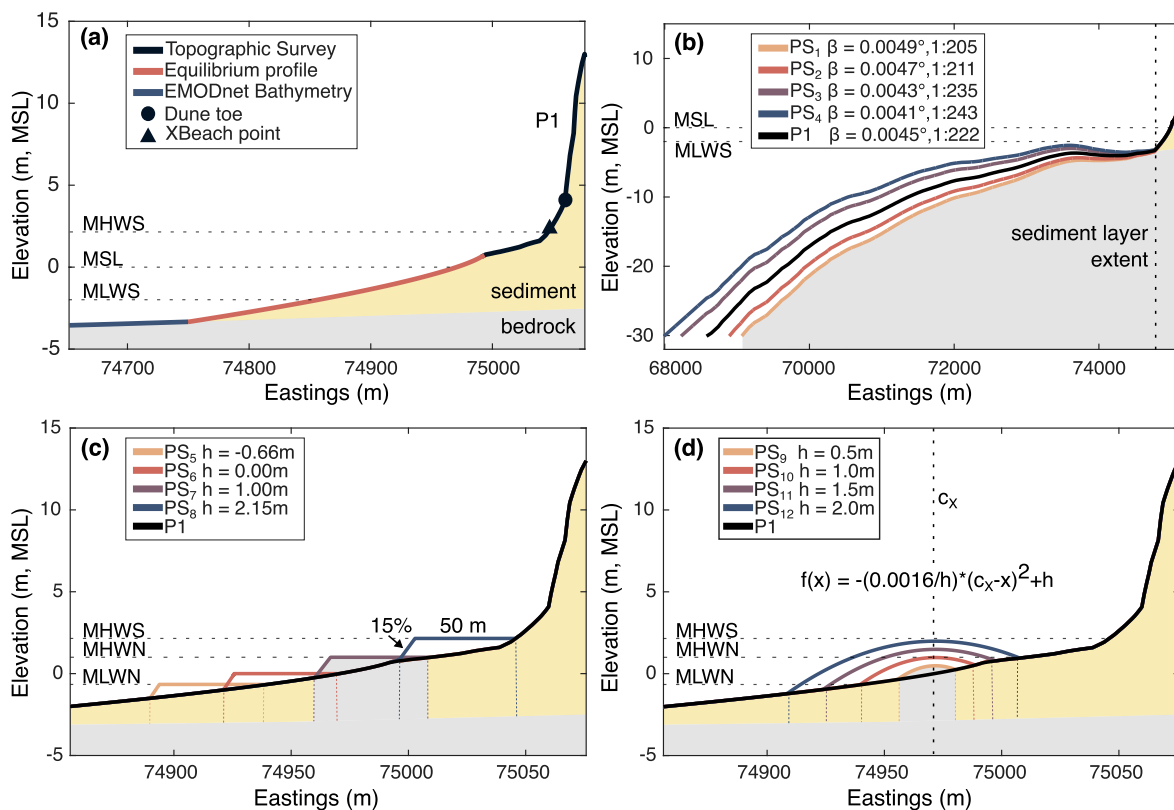 (a)
Topographic Survey
Equilibrium profile
EMODnet Bathymetry
Dune toe
XBeach point
P1
MHWS
MSL
MLWS
sediment
bedrock
15
10
5
0
-5
74700
74800
74900
75000
Elevation (m, MSL)
Eastings (m)
(b)
PS1 β = 0.0049°,1:205
PS2 β = 0.0047°,1:211
PS3 β = 0.0043°,1:235
PS4 β = 0.0041°,1:243
P1 β = 0.0045°,1:222
MSL
MLWS
sediment layer
extent
10
0
-10
-20
-30
68000
70000
72000
74000
Elevation (m, MSL)
Eastings (m)
(c)
PS5 h = -0.66m
PS6 h = 0.00m
PS7 h = 1.00m
PS8 h = 2.15m
P1
15%
50 m
MHWS
MHWN
MLWN
15
10
5
0
-5
74900
74950
75000
75050
Elevation (m, MSL)
Eastings (m)
(d)
PS9 h = 0.5m
PS10 h = 1.0m
PS11 h = 1.5m
PS12 h = 2.0m
P1
cX
f(x) = -(0.0016/h)*(cX-x)2+h
MHWS
MHWN
MLWN
15
10
5
0
-5
74900
74950
75000
75050
Elevation (m, MSL)
Eastings (m)